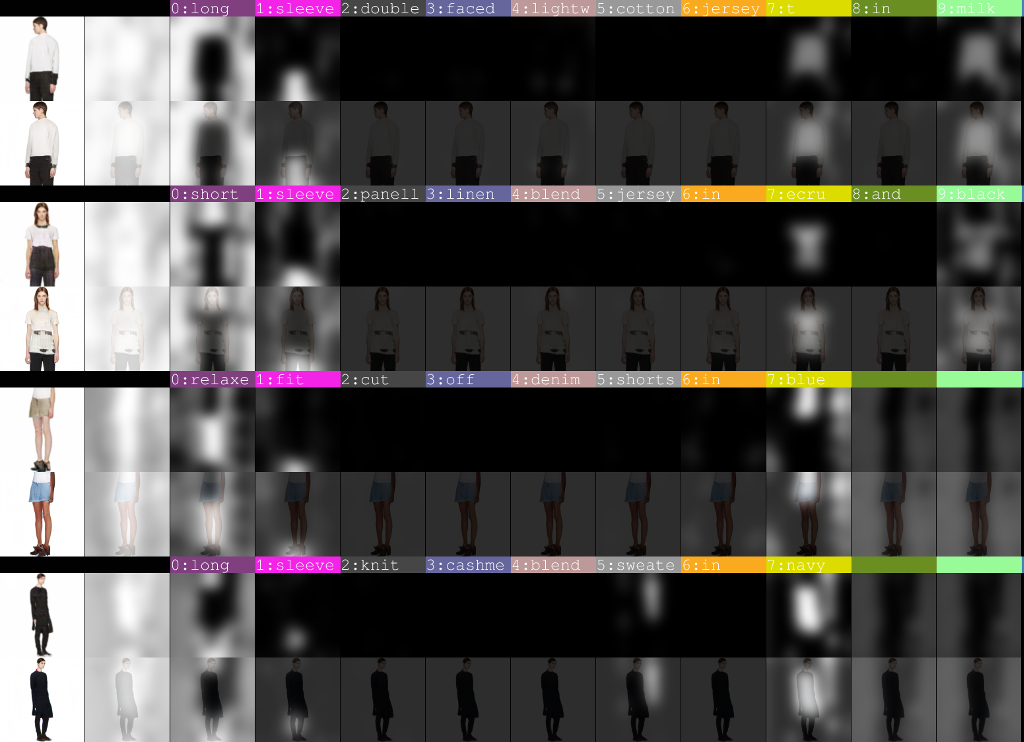 0:long 1:sleeve 2:double 3:faced 4:lightw 5:cotton 6:jersey 7:t 8:in 9:milk
0:short 1:sleeve 2:panell 3:linen 4:blend 5:jersey 6:in 7:ecru 8:and 9:black
0:relaxe 1:fit 2:cut 3:off 4:denim 5:shorts 6:in 7:blue
0:long 1:sleeve 2:knit 3:cashme 4:blend 5:sweate 6:in 7:navy